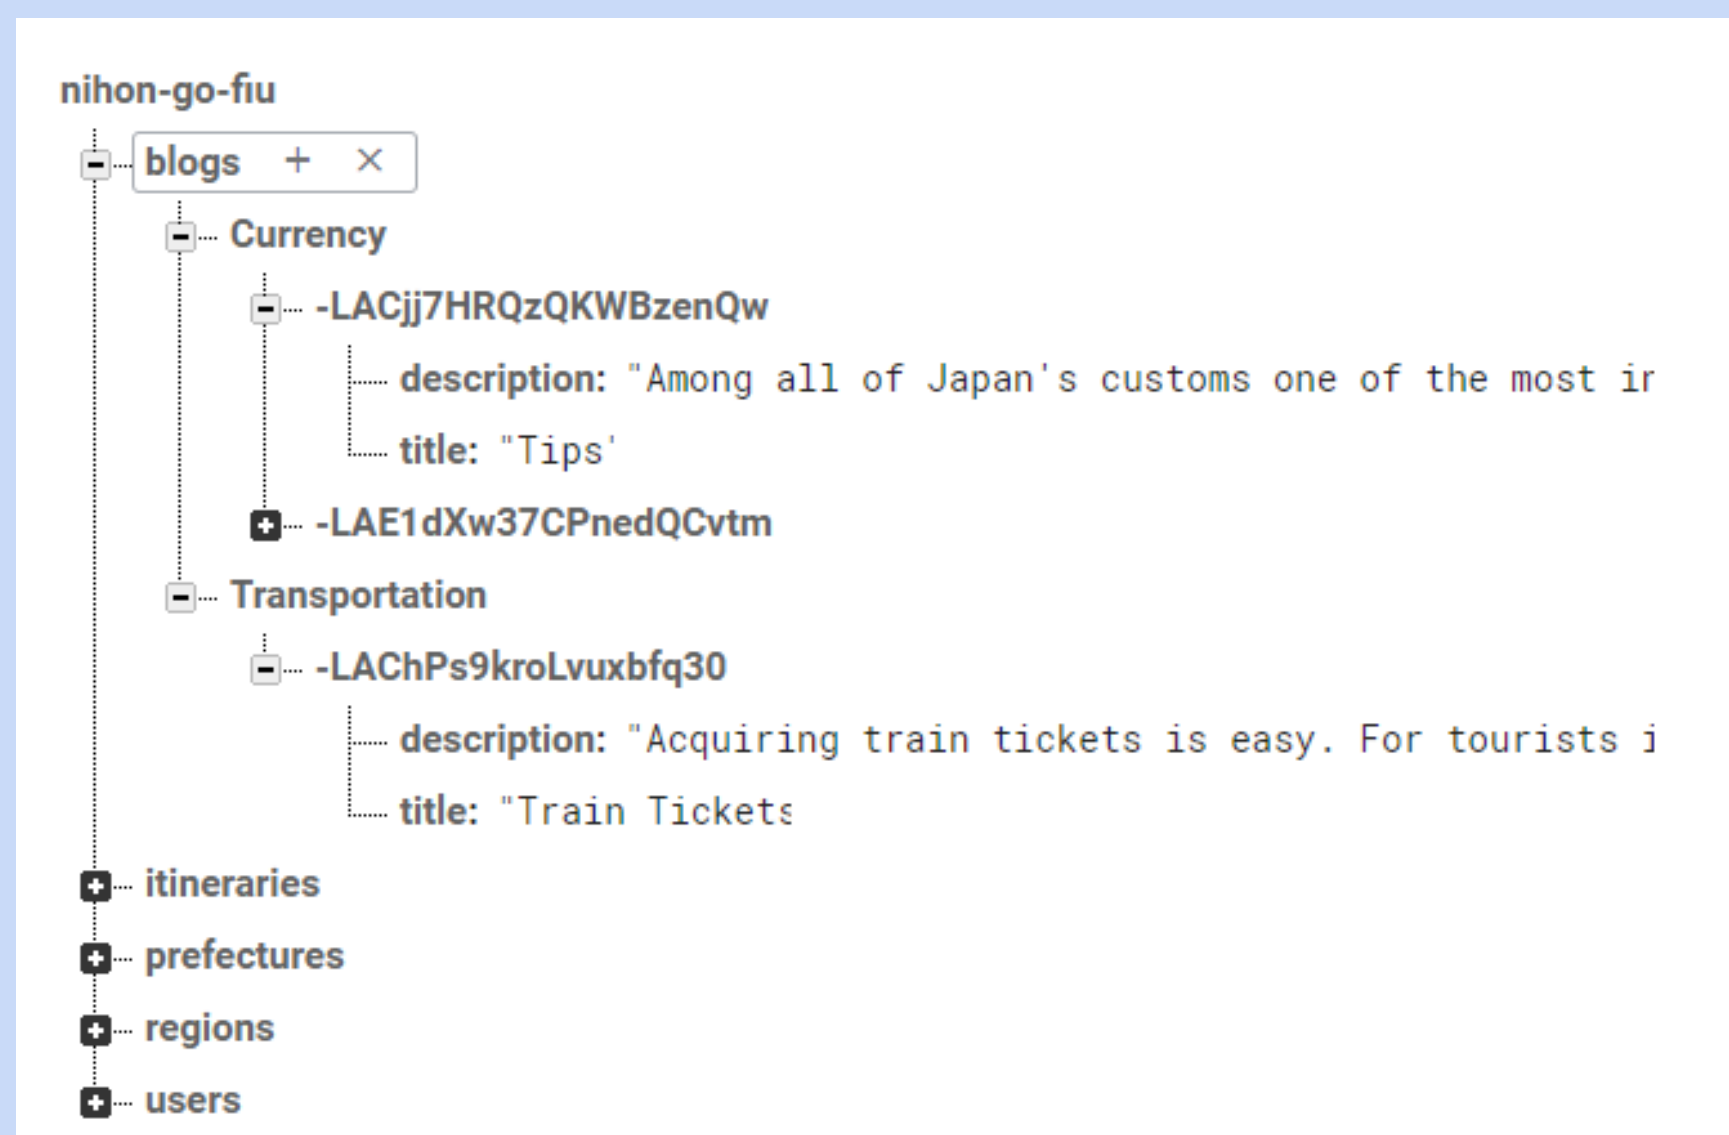 nihon-go-fiu
blogs + ×
Currency
-LACjj7HRQzQKWBzenQw
description: "Among all of Japan's customs one of the most
title: "Tips'
-LAE1dXw37CPnedQCvtm
Transportation
-LAChPs9kroLvuxbfq30
description: "Acquiring train tickets is easy. For tourists
title: "Train Tickets
itineraries
prefectures
regions
users